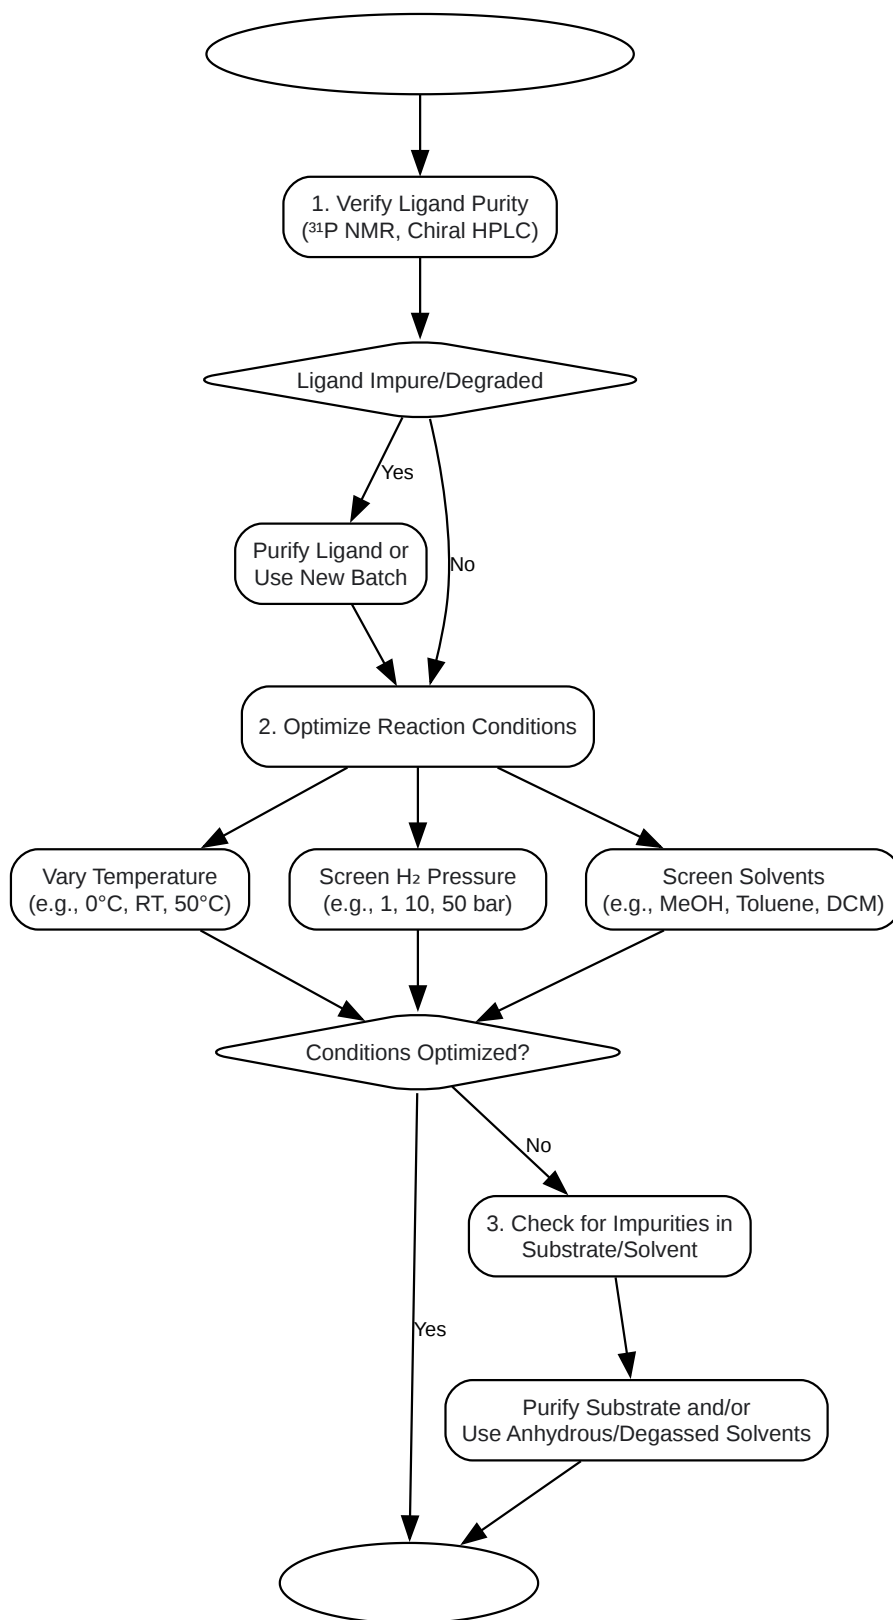 1. Verify Ligand Purity
(³¹P NMR, Chiral HPLC)
Ligand Impure/Degraded
Yes
Purify Ligand or
Use New Batch
No
2. Optimize Reaction Conditions
Vary Temperature
(e.g., 0°C, RT, 50°C)
Screen H₂ Pressure
(e.g., 1, 10, 50 bar)
Screen Solvents
(e.g., MeOH, Toluene, DCM)
Conditions Optimized?
No
3. Check for Impurities in
Substrate/Solvent
Yes
Purify Substrate and/or
Use Anhydrous/Degassed Solvents